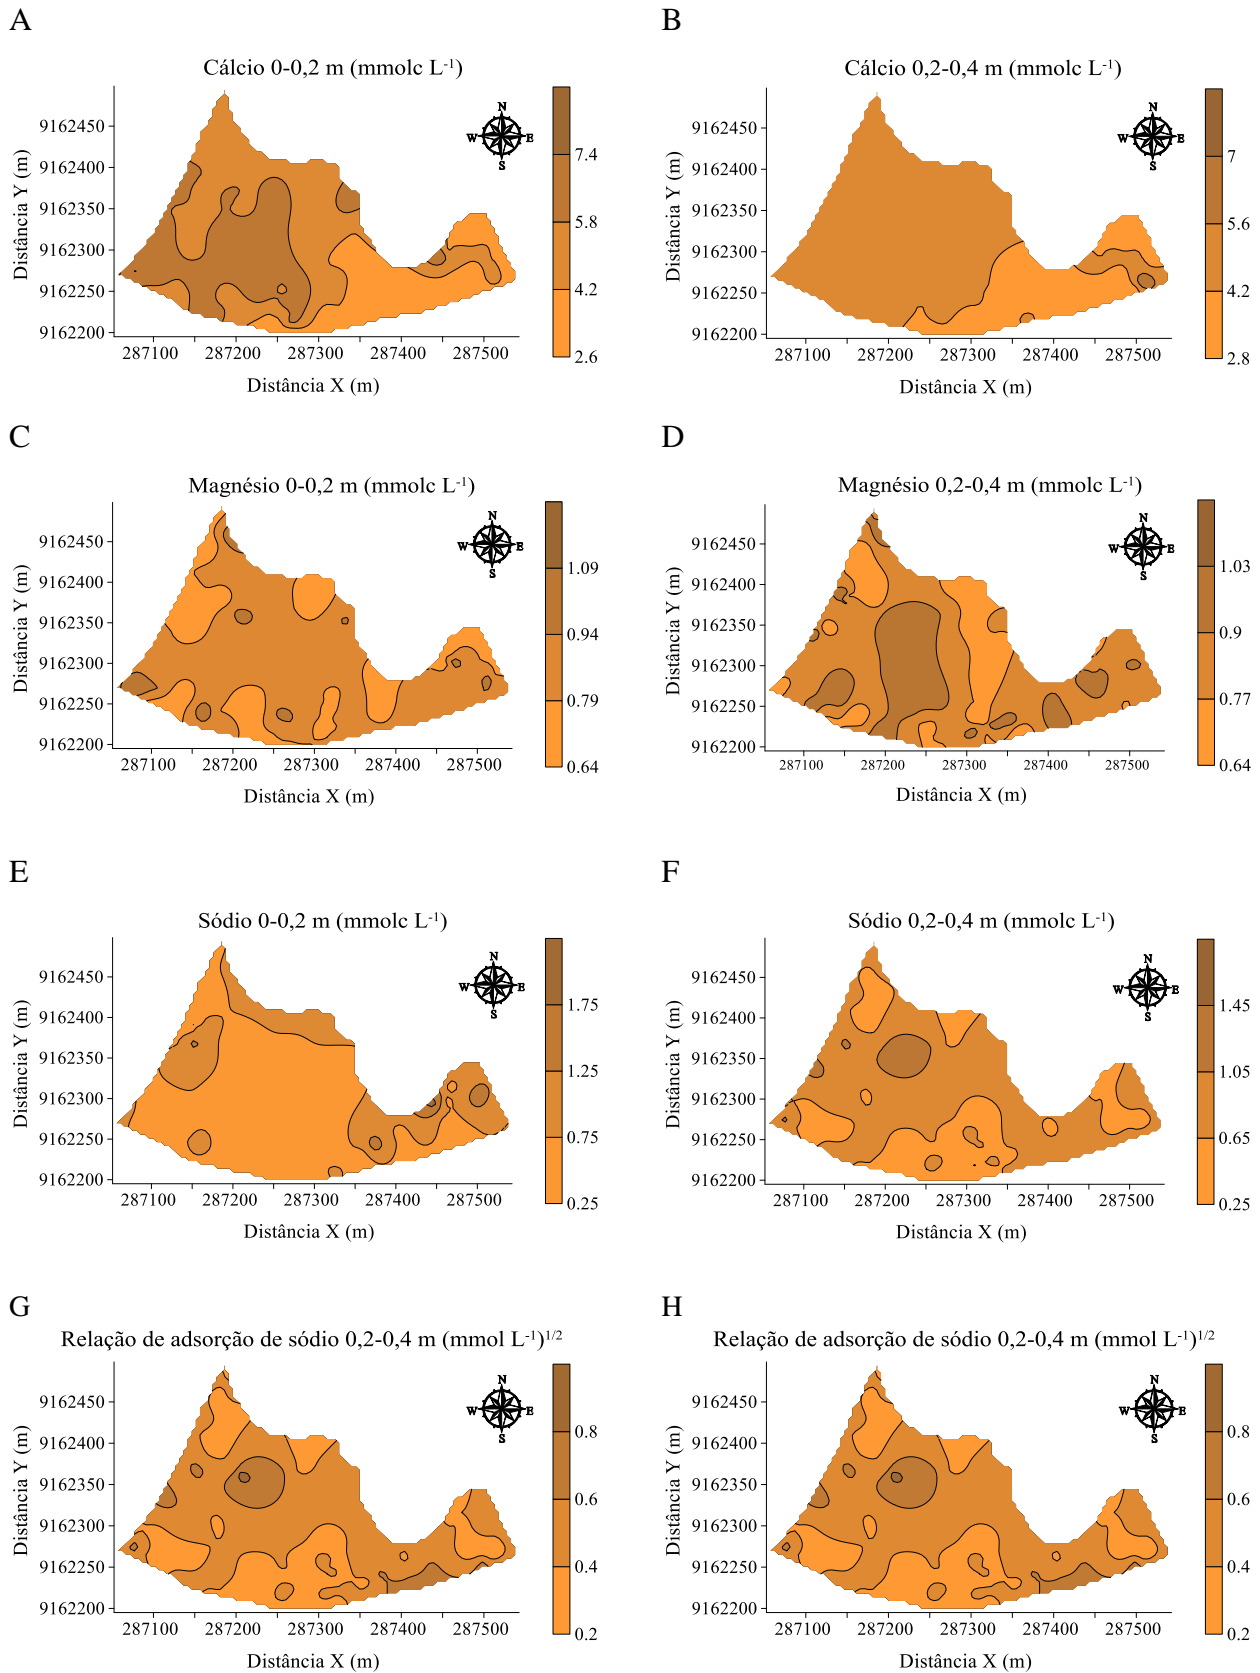 A
Cálcio 0-0,2 m (mmolc L-1)
N
W E
S
Distância Y (m)
9162450
9162400
9162350
9162300
9162250
9162200
287100 287200 287300 287400 287500
Distância X (m)
7.4
5.8
4.2
2.6
B
Cálcio 0,2-0,4 m (mmolc L-1)
N
W E
S
Distância Y (m)
9162450
9162400
9162350
9162300
9162250
9162200
287100 287200 287300 287400 287500
Distância X (m)
7
5.6
4.2
2.8
C
Magnésio 0-0,2 m (mmolc L-1)
N
W E
S
Distância Y (m)
9162450
9162400
9162350
9162300
9162250
9162200
287100 287200 287300 287400 287500
Distância X (m)
1.09
0.94
0.79
0.64
D
Magnésio 0,2-0,4 m (mmolc L-1)
N
W E
S
Distância Y (m)
9162450
9162400
9162350
9162300
9162250
9162200
287100 287200 287300 287400 287500
Distância X (m)
1.03
0.9
0.77
0.64
E
Sódio 0-0,2 m (mmolc L-1)
N
W E
S
Distância Y (m)
9162450
9162400
9162350
9162300
9162250
9162200
287100 287200 287300 287400 287500
Distância X (m)
1.75
1.25
0.75
0.25
F
Sódio 0,2-0,4 m (mmolc L-1)
N
W E
S
Distância Y (m)
9162450
9162400
9162350
9162300
9162250
9162200
287100 287200 287300 287400 287500
Distância X (m)
1.45
1.05
0.65
0.25
G
Relação de adsorção de sódio 0,2-0,4 m (mmol L-1)1/2
N
W E
S
Distância Y (m)
9162450
9162400
9162350
9162300
9162250
9162200
287100 287200 287300 287400 287500
Distância X (m)
0.8
0.6
0.4
0.2
H
Relação de adsorção de sódio 0,2-0,4 m (mmol L-1)1/2
N
W E
S
Distância Y (m)
9162450
9162400
9162350
9162300
9162250
9162200
287100 287200 287300 287400 287500
Distância X (m)
0.8
0.6
0.4
0.2